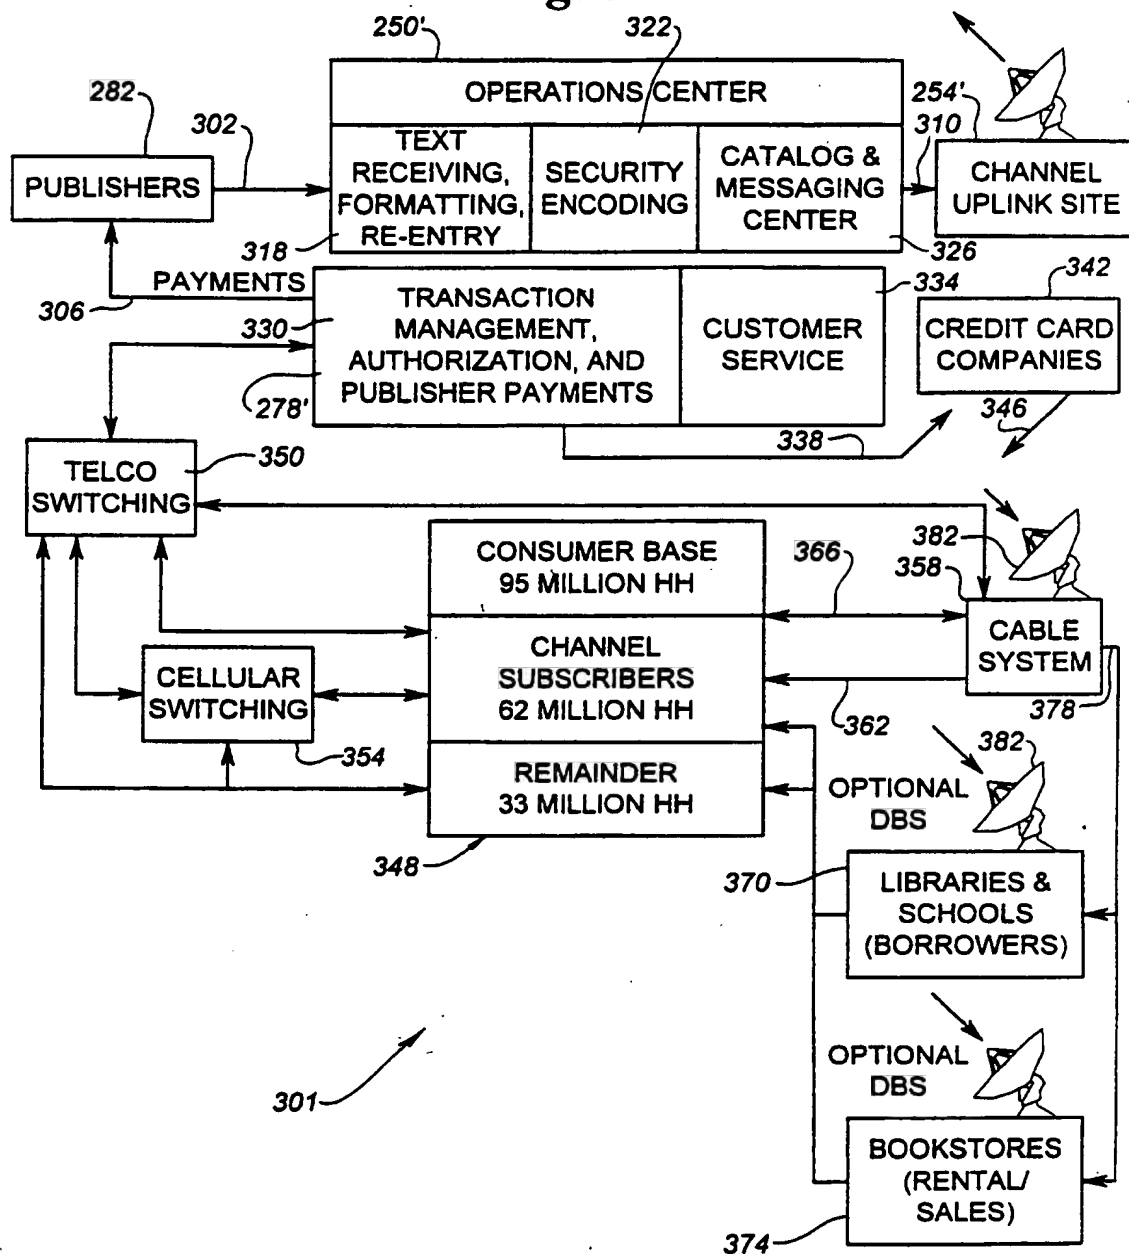 250'
322
OPERATIONS CENTER
282
302
254'
310
PUBLISHERS
TEXT
RECEIVING,
FORMATTING,
RE-ENTRY
318
SECURITY
ENCODING
CATALOG &
MESSAGING
CENTER
326
CHANNEL
UPLINK SITE
PAYMENTS
306
330
TRANSACTION
MANAGEMENT,
AUTHORIZATION, AND
PUBLISHER PAYMENTS
278'
CUSTOMER
SERVICE
334
342
CREDIT CARD
COMPANIES
346
338
TELCO
SWITCHING
350
CONSUMER BASE
95 MILLION HH
366
382
358
CABLE
SYSTEM
CHANNEL
SUBSCRIBERS
62 MILLION HH
CELLULAR
SWITCHING
354
362
378
REMAINDER
33 MILLION HH
348
382
OPTIONAL
DBS
370
LIBRARIES &
SCHOOLS
(BORROWERS)
301
OPTIONAL
DBS
BOOKSTORES
(RENTAL/
SALES)
374